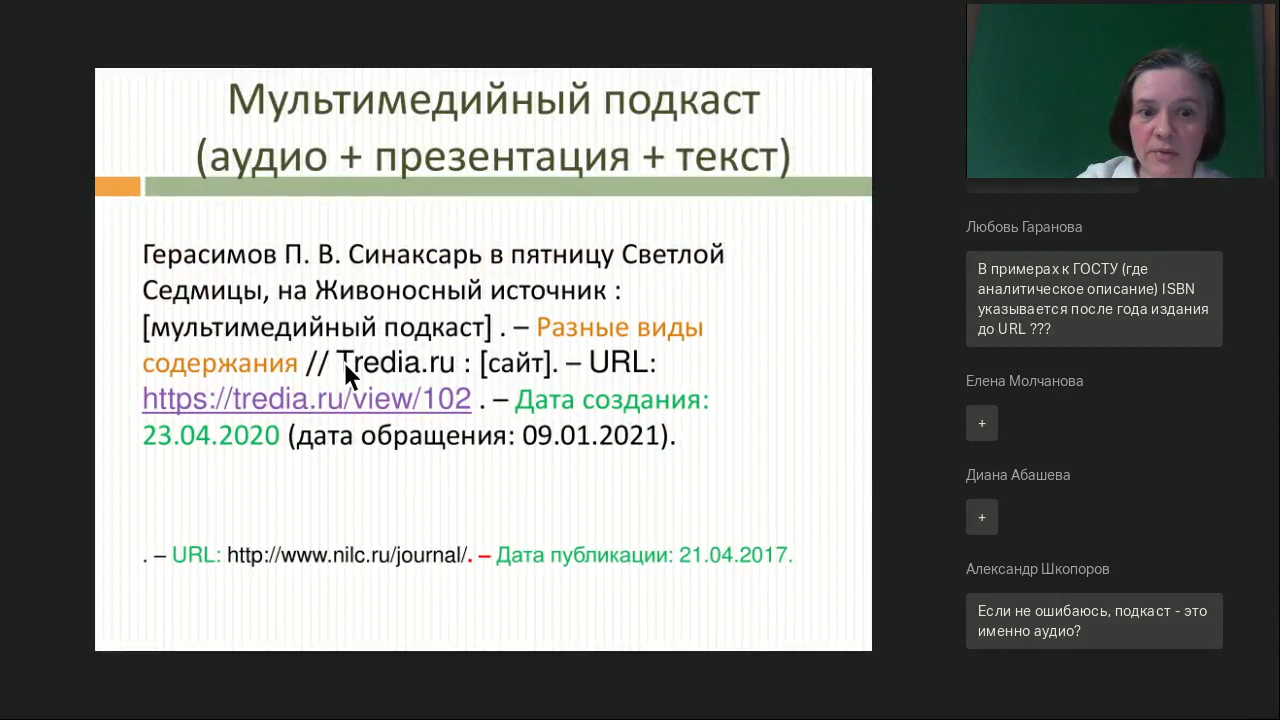 Мультимедийный подкаст
(аудио + презентация + текст)
Герасимов П. В. Синаксарь в пятницу Светлой
Седмицы, на Живоносный источник :
[мультимедийный подкаст] . – Разные виды
содержания // Tredia.ru : [сайт]. – URL:
https://tredia.ru/view/102 . – Дата создания:
23.04.2020 (дата обращения: 09.01.2021).
. – URL: http://www.nilc.ru/journal/. – Дата публикации: 21.04.2017.
Любовь Гаранова
В примерах к ГОСТУ (где
аналитическое описание) ISBN
указывается после года издания
до URL ???
Елена Молчанова
+
Диана Абашева
+
Александр Шкопоров
Если не ошибаюсь, подкаст - это
именно аудио?